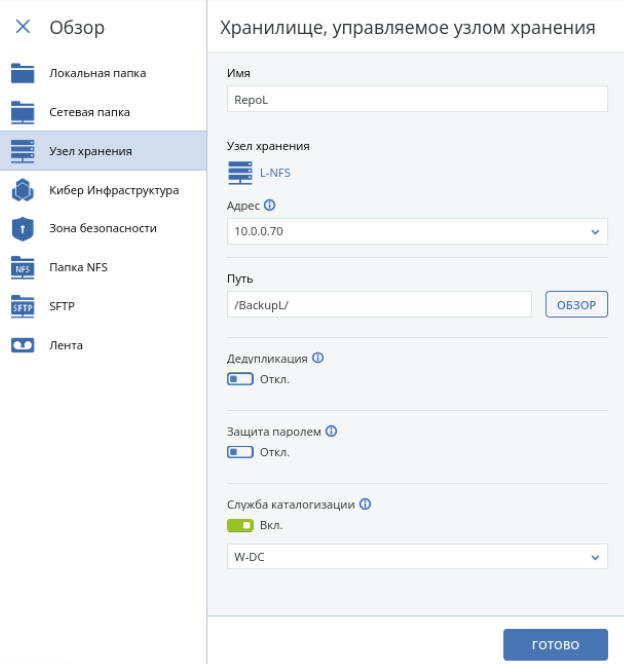 Обзор
Локальная папка
Сетевая папка
Узел хранения
Кибер Инфраструктура
Зона безопасности
NFS Папка NFS
SFTP SFTP
Лента
Хранилище, управляемое узлом хранения
Имя
RepoL
Узел хранения
L-NFS
Адрес
10.0.0.70
Путь
/BackupL/
ОБЗОР
Дедупликация
Откл.
Защита паролем
Откл.
Служба каталогизации
Вкл.
W-DC
ГОТОВО